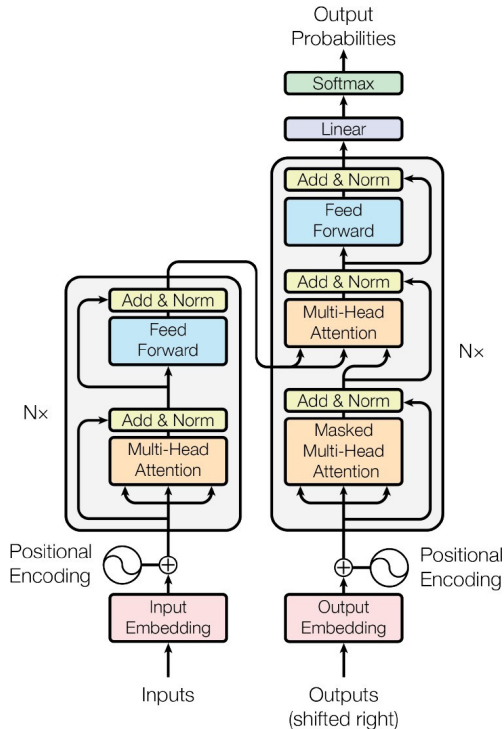 Output
Probabilities
Softmax
Linear
Add & Norm
Feed
Forward
Add & Norm
Multi-Head
Attention
Nx
Add & Norm
Masked
Multi-Head
Attention
Add & Norm
Feed
Forward
Nx
Add & Norm
Multi-Head
Attention
Positional
Encoding
Positional
Encoding
Input
Embedding
Output
Embedding
Inputs
Outputs
(shifted right)